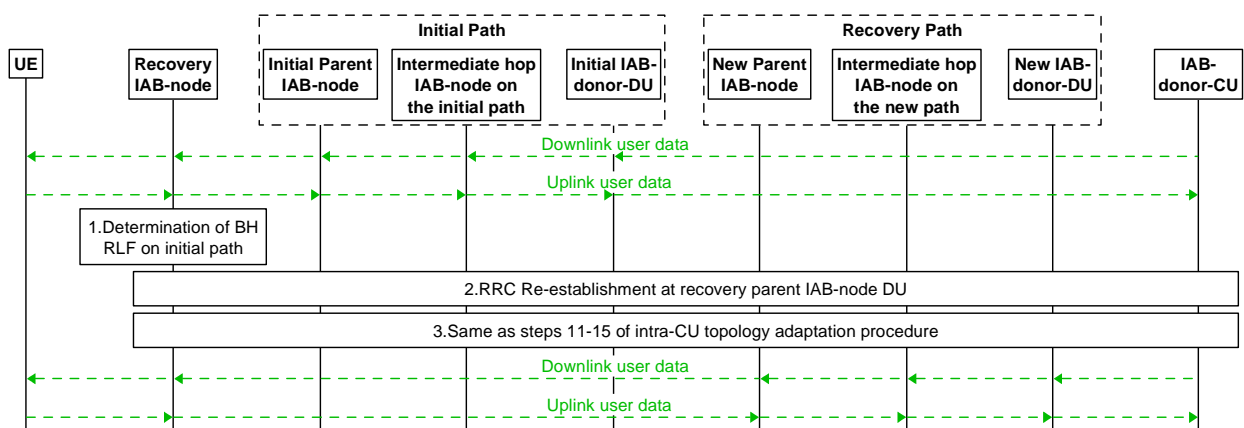 Initial Path
Recovery Path
UE
Recovery
IAB-node
Initial Parent
IAB-node
Intermediate hop
IAB-node on
the initial path
Initial IAB-
donor-DU
New Parent
IAB-node
Intermediate hop
IAB-node on
the new path
New IAB-
donor-DU
IAB-
donor-CU
Downlink user data
Uplink user data
1.Determination of BH
RLF on initial path
2.RRC Re-establishment at recovery parent IAB-node DU
3.Same as steps 11-15 of intra-CU topology adaptation procedure
Downlink user data
Uplink user data